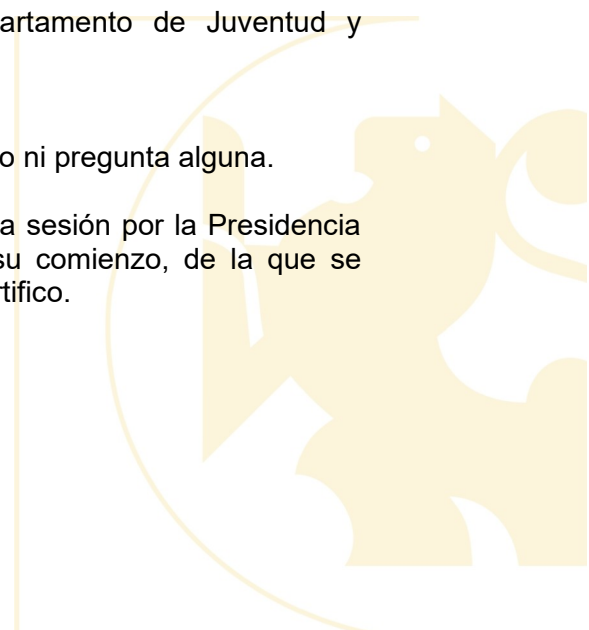 artamento de Juventud y
o ni pregunta alguna.
a sesión por la Presidencia
su comienzo, de la que se
rtifico.